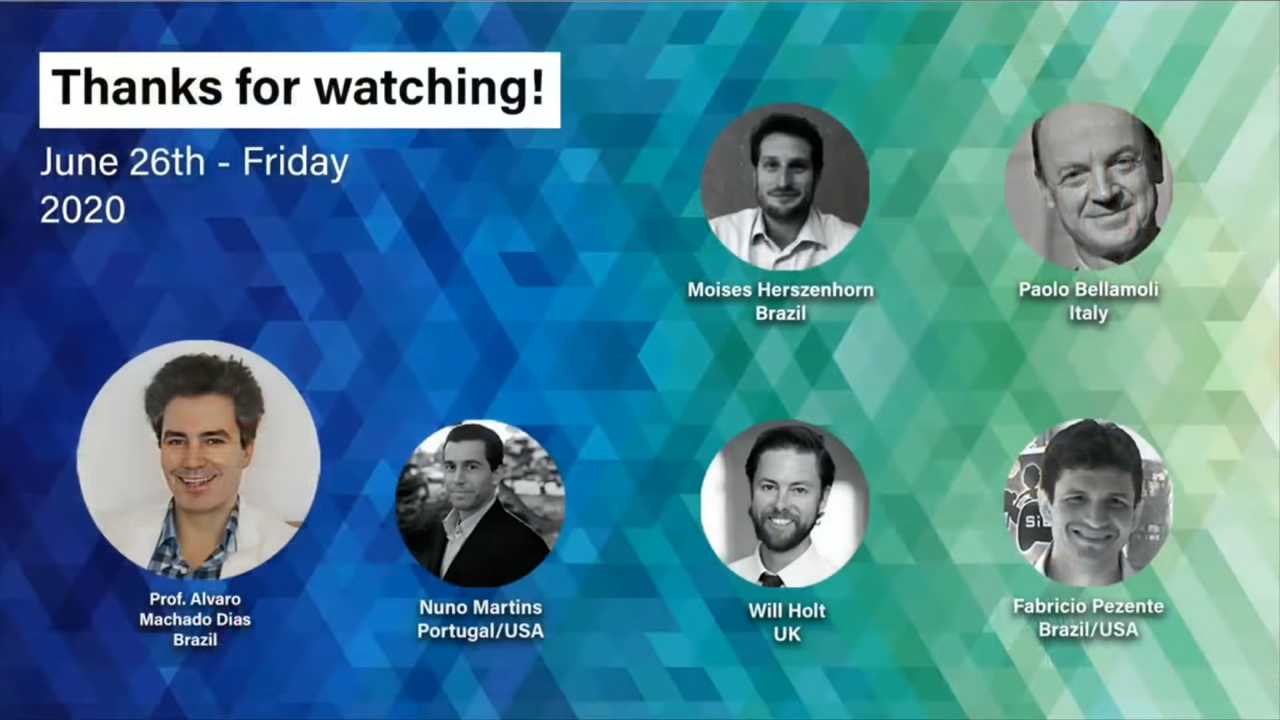 Thanks for watching!
June 26th - Friday
2020
Moises Herszenhorn
Brazil
Paolo Bellamoli
Italy
Prof. Alvaro
Machado Dias
Brazil
Nuno Martins
Portugal/USA
Will Holt
UK
Fabricio Pezente
Brazil/USA